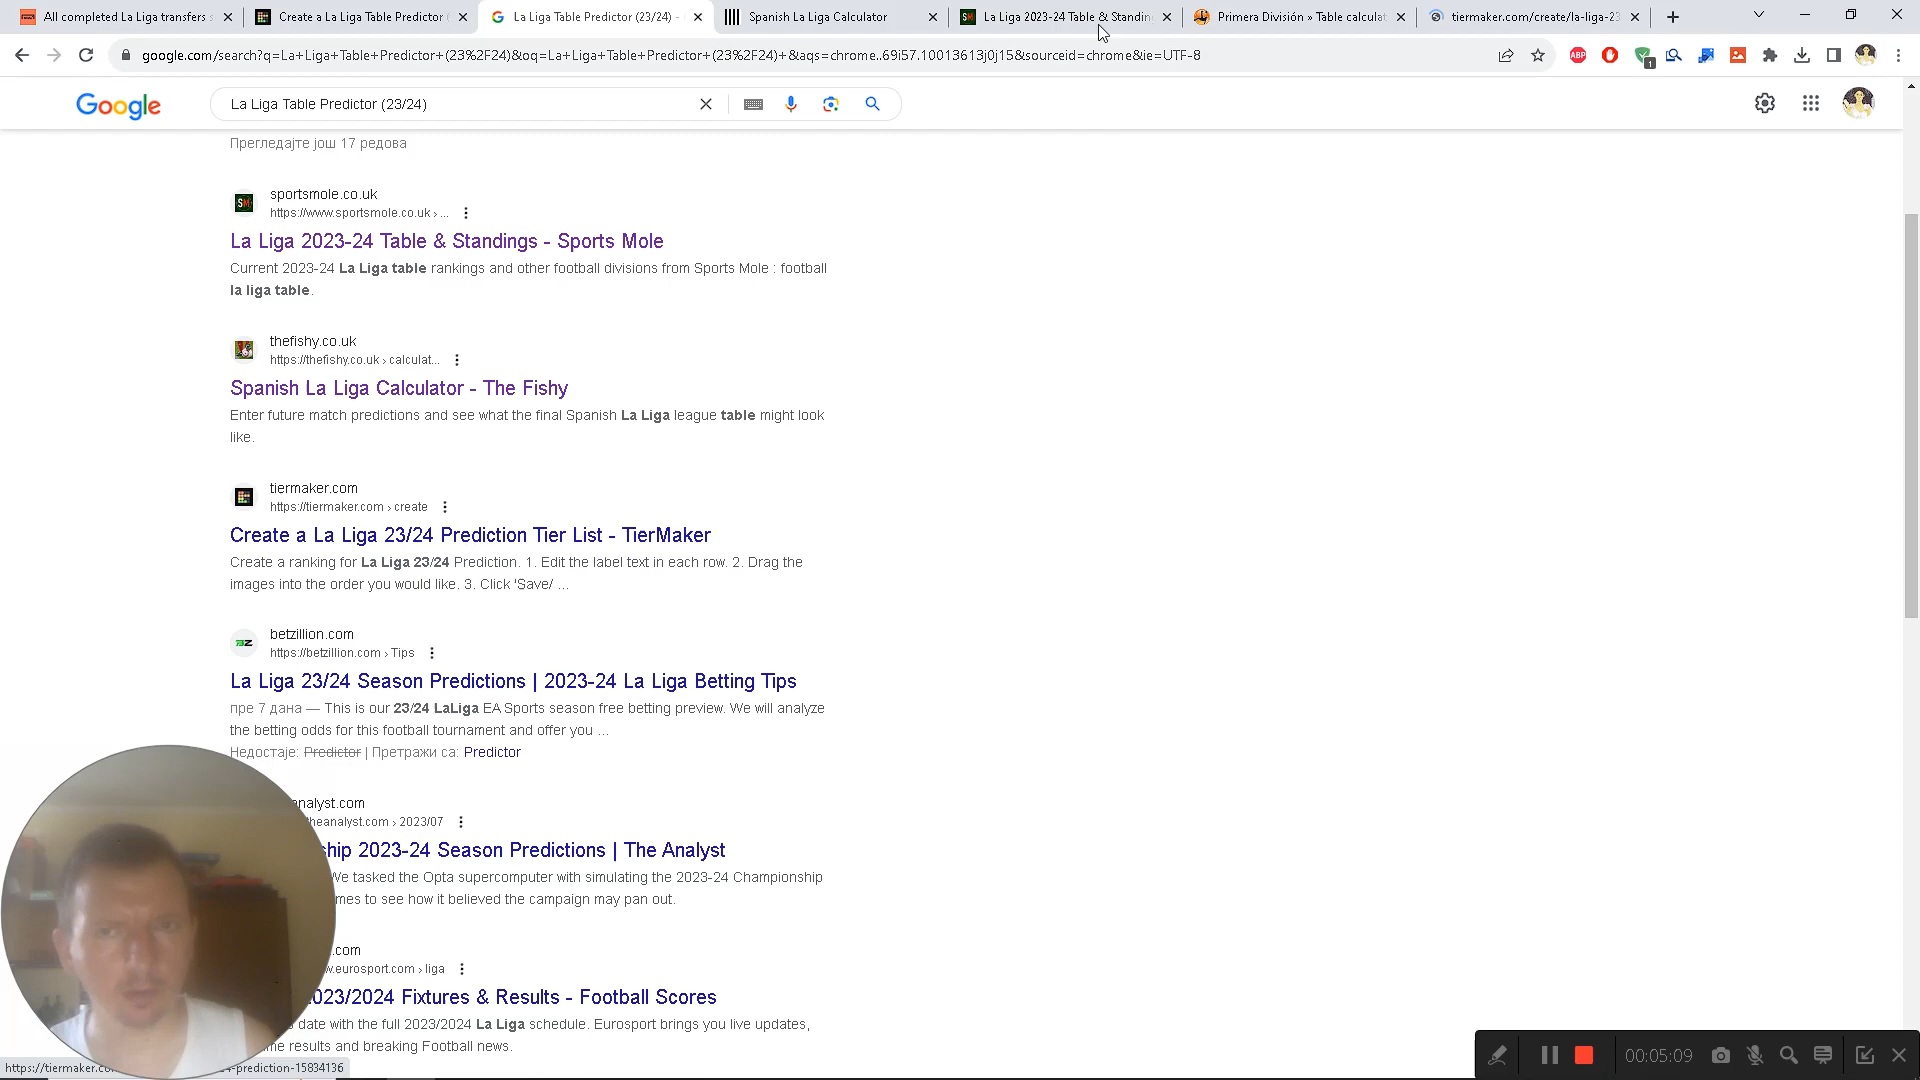 All completed La Liga transfers s
Create a La Liga Table Predictor
La Liga Table Predictor (23/24) -
Spanish La Liga Calculator
La Liga 2023-24 Table & Standin
Primera División » Table calculat
tiermaker.com/create/la-liga-23
google.com/search?q=La+Liga+Table+Predictor+(23%2F24)&oq=La+Liga+Table+Predictor+(23%2F24)+&aqs=chrome..69i57.10013613j0j15&sourceid=chrome&ie=UTF-8
ABP
1
Google
La Liga Table Predictor (23/24)
Прегледајте још 17 редова
SM
sportsmole.co.uk
https://www.sportsmole.co.uk › ...
La Liga 2023-24 Table & Standings - Sports Mole
Current 2023-24 La Liga table rankings and other football divisions from Sports Mole : football
la liga table.
thefishy.co.uk
https://thefishy.co.uk › calculat...
Spanish La Liga Calculator - The Fishy
Enter future match predictions and see what the final Spanish La Liga league table might look
like.
tiermaker.com
https://tiermaker.com › create
Create a La Liga 23/24 Prediction Tier List - TierMaker
Create a ranking for La Liga 23/24 Prediction. 1. Edit the label text in each row. 2. Drag the
images into the order you would like. 3. Click 'Save/ ...
BZ
betzillion.com
https://betzillion.com › Tips
La Liga 23/24 Season Predictions | 2023-24 La Liga Betting Tips
пре 7 дана — This is our 23/24 LaLiga EA Sports season free betting preview. We will analyze
the betting odds for this football tournament and offer you ...
Недостаје: Predictor | Претражи са: Predictor
analyst.com
theanalyst.com › 2023/07
ship 2023-24 Season Predictions | The Analyst
We tasked the Opta supercomputer with simulating the 2023-24 Championship
mes to see how it believed the campaign may pan out.
.com
w.eurosport.com › liga
2023/2024 Fixtures & Results - Football Scores
date with the full 2023/2024 La Liga schedule. Eurosport brings you live updates,
me results and breaking Football news.
https://tiermaker.co
4-prediction-15834136
00:05:09